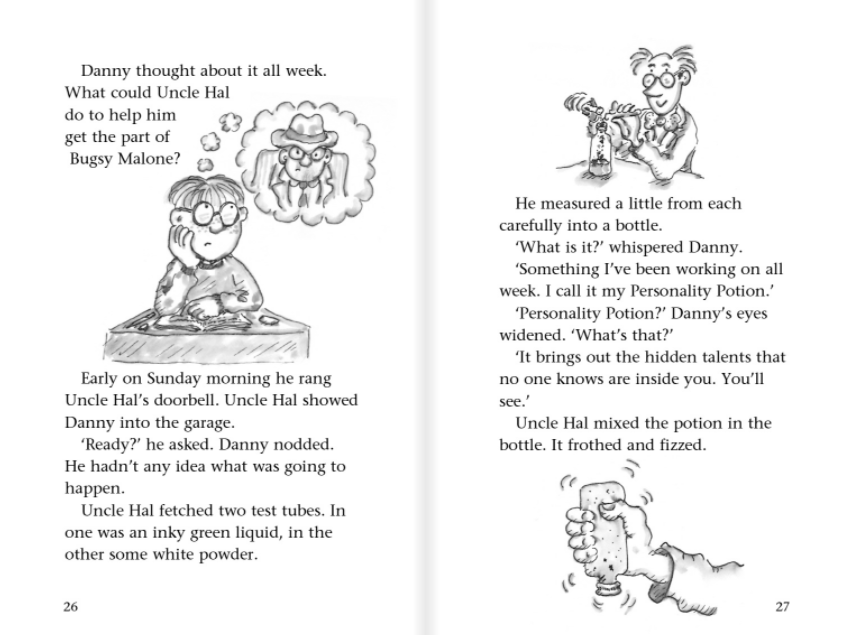 Danny thought about it all week.
What could Uncle Hal
do to help him
get the part of
Bugsy Malone?
Early on Sunday morning he rang
Uncle Hal’s doorbell. Uncle Hal showed
Danny into the garage.
‘Ready?’ he asked. Danny nodded.
He hadn’t any idea what was going to
happen.
Uncle Hal fetched two test tubes. In
one was an inky green liquid, in the
other some white powder.
26
He measured a little from each
carefully into a bottle.
‘What is it?’ whispered Danny.
‘Something I’ve been working on all
week. I call it my Personality Potion.’
‘Personality Potion?’ Danny’s eyes
widened. ‘What’s that?’
‘It brings out the hidden talents that
no one knows are inside you. You’ll
see.’
Uncle Hal mixed the potion in the
bottle. It frothed and fizzed.
27